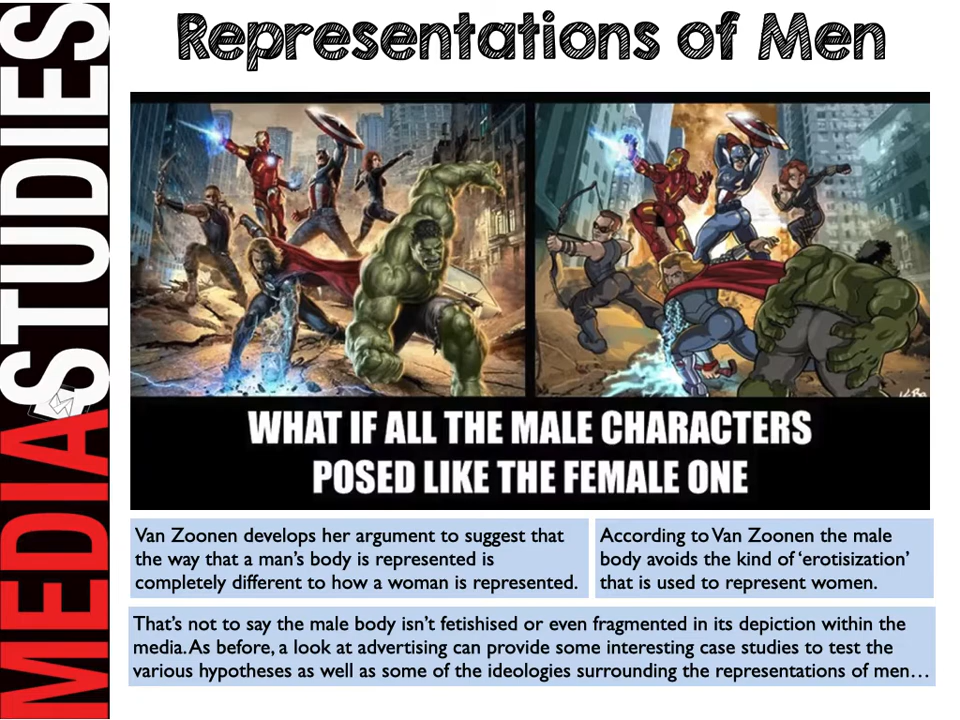 MEDIA STUDIES
Representations of Men
WHAT IF ALL THE MALE CHARACTERS
POSED LIKE THE FEMALE ONE
Van Zoonen develops her argument to suggest that
the way that a man's body is represented is
completely different to how a woman is represented.
According to Van Zoonen the male
body avoids the kind of 'erotisization'
that is used to represent women.
That's not to say the male body isn't fetishised or even fragmented in its depiction within the
media. As before, a look at advertising can provide some interesting case studies to test the
various hypotheses as well as some of the ideologies surrounding the representations of men…